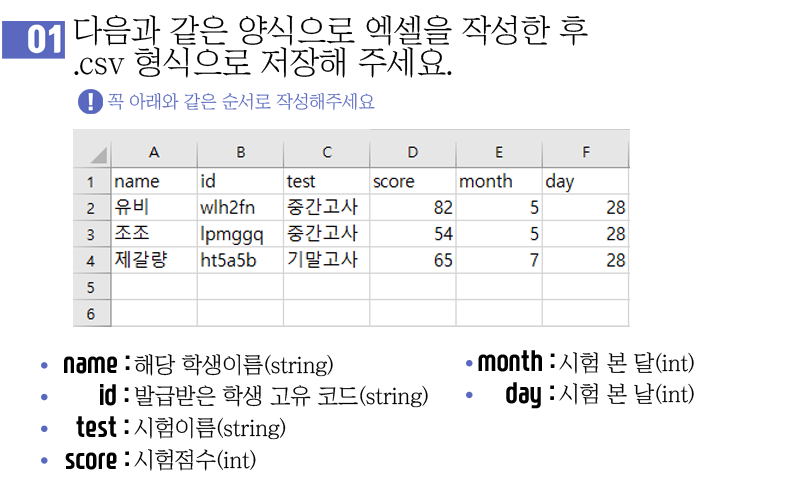 01 다음과 같은 양식으로 엑셀을 작성한 후
.csv 형식으로 저장해 주세요.
! 꼭 아래와 같은 순서로 작성해주세요
A B C D E F
1 name id test score month day
2 유비 wlh2fn 중간고사 82 5 28
3 조조 lpmggq 중간고사 54 5 28
4 제갈량 ht5a5b 기말고사 65 7 28
5
6
• name : 해당 학생이름(string)
• id : 발급받은 학생 고유 코드(string)
• test : 시험이름(string)
• score : 시험점수(int)
• month : 시험 본 달(int)
• day : 시험 본 날(int)